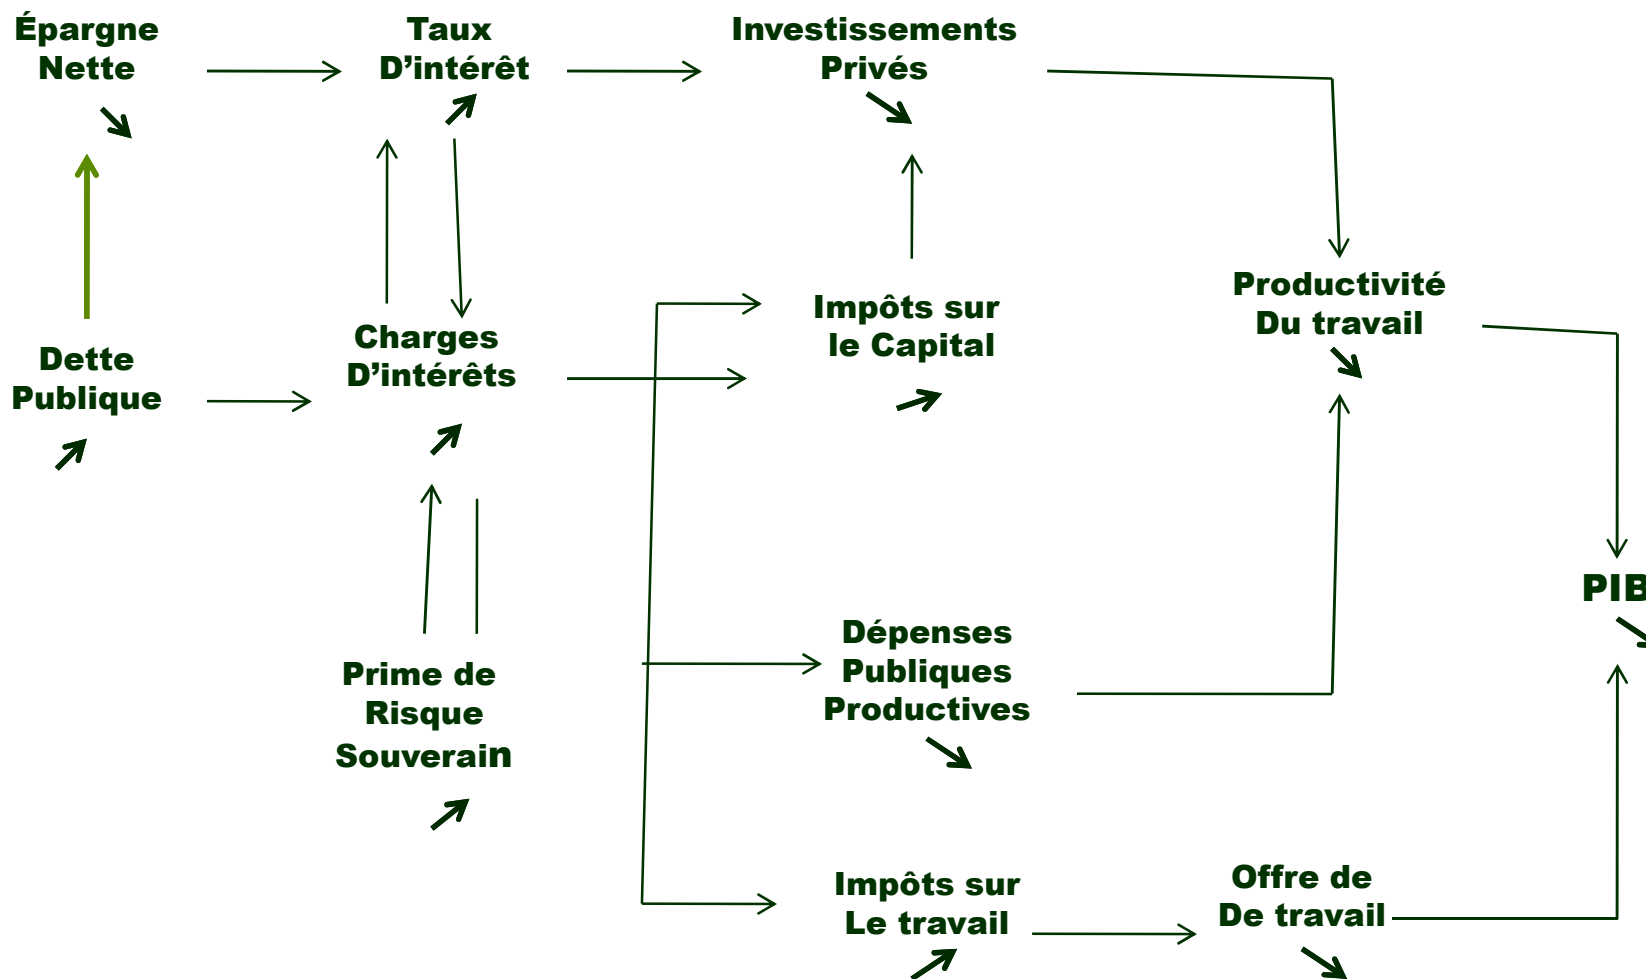 Épargne
Nette
Taux
D’intérêt
Investissements
Privés
Dette
Publique
Charges
D’intérêts
Impôts sur
le Capital
Productivité
Du travail
Prime de
Risque
Souverain
Dépenses
Publiques
Productives
PIB
Impôts sur
Le travail
Offre de
De travail